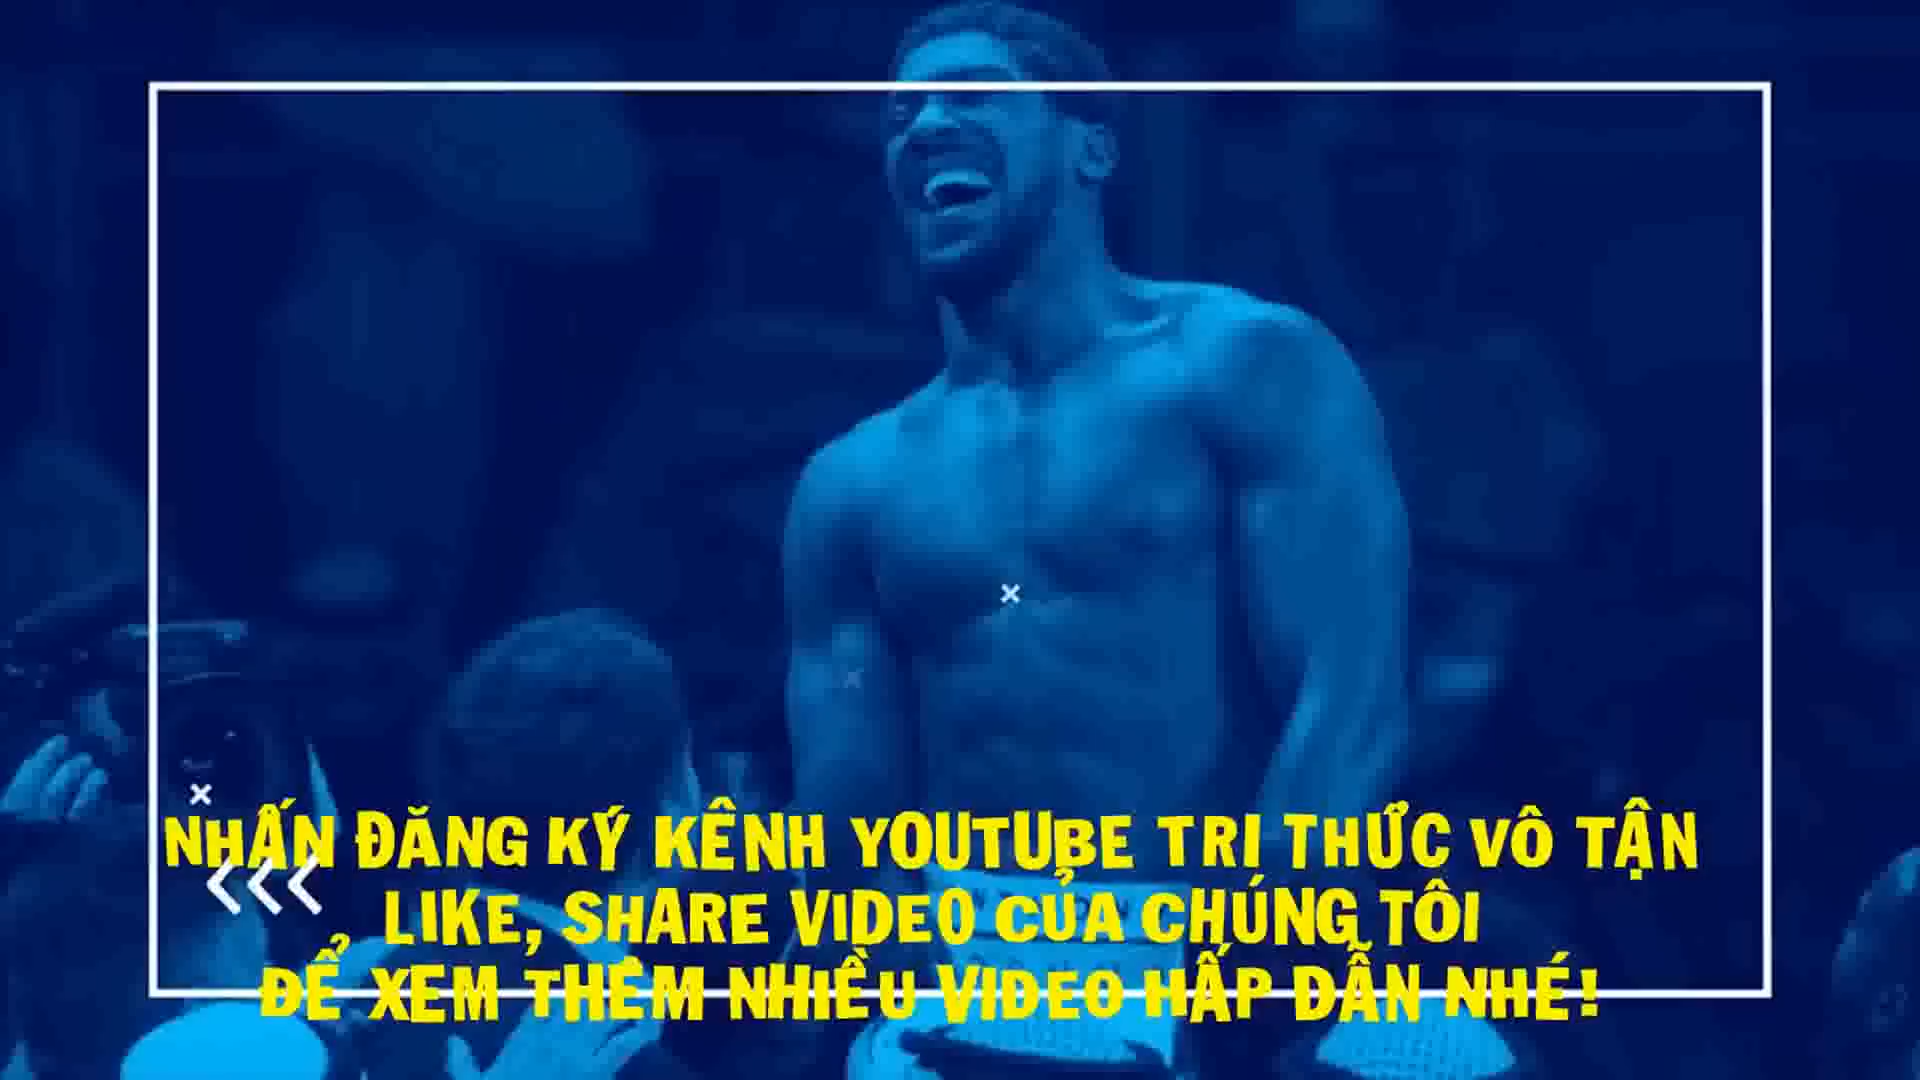 NHẤN ĐĂNG KÝ KÊNH YOUTUBE TRI THỨC VÔ TẬN
LIKE, SHARE VIDEO CỦA CHÚNG TÔI
ĐỂ XEM THÊM NHIỀU VIDEO HẤP DẪN NHÉ!